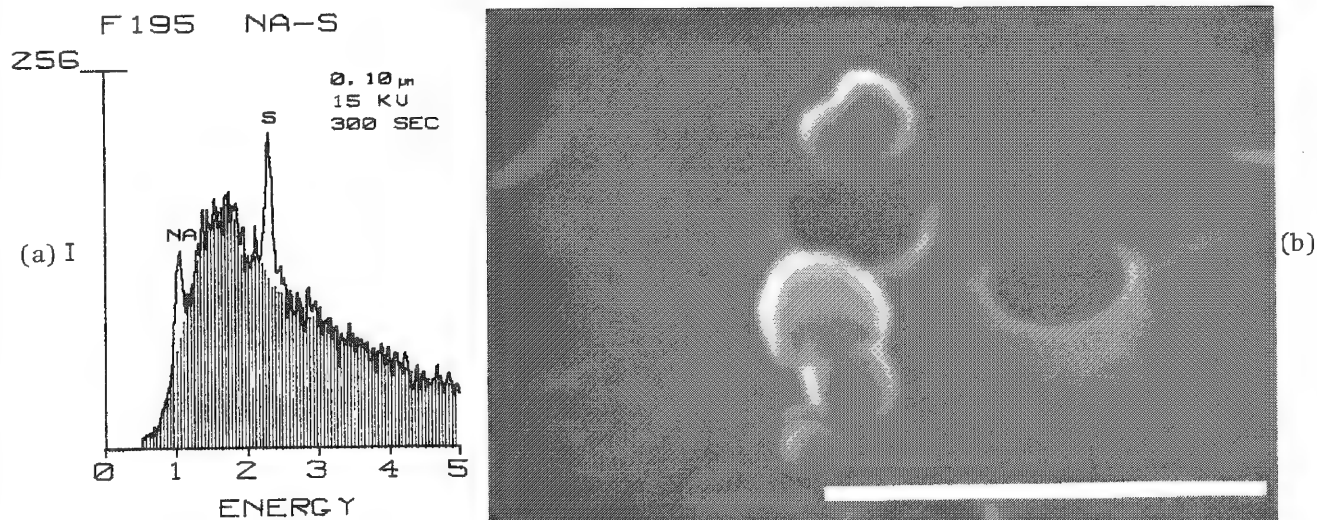 F195 NA-S
256
0.10 µm
15 KV
300 SEC
S
NA
(a) I
0 1 2 3 4 5
ENERGY
(b)